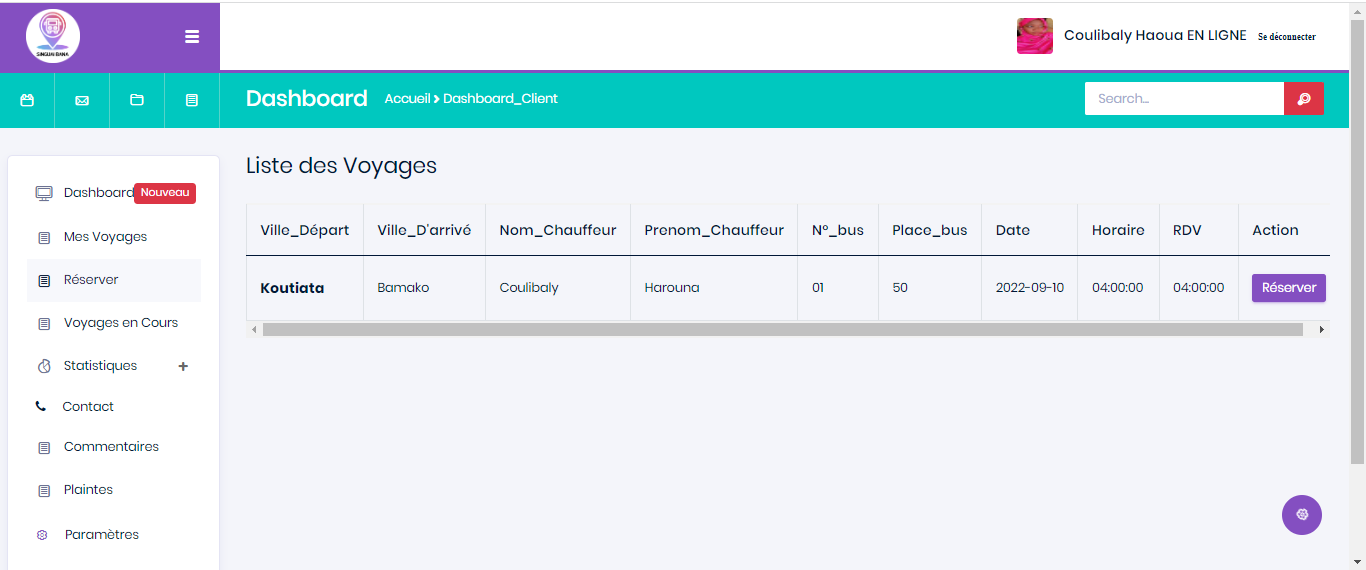 SINGUAI BANA
Coulibaly Haoua EN LIGNE Se déconnecter
Dashboard Accueil > Dashboard_Client Search...
Liste des Voyages
Dashboard Nouveau
Mes Voyages
Réserver
Voyages en Cours
Statistiques +
Contact
Commentaires
Plaintes
Paramètres
Ville_Départ Ville_D'arrivé Nom_Chauffeur Prenom_Chauffeur N°_bus Place_bus Date Horaire RDV Action
Koutiata Bamako Coulibaly Harouna 01 50 2022-09-10 04:00:00 04:00:00 Réserver